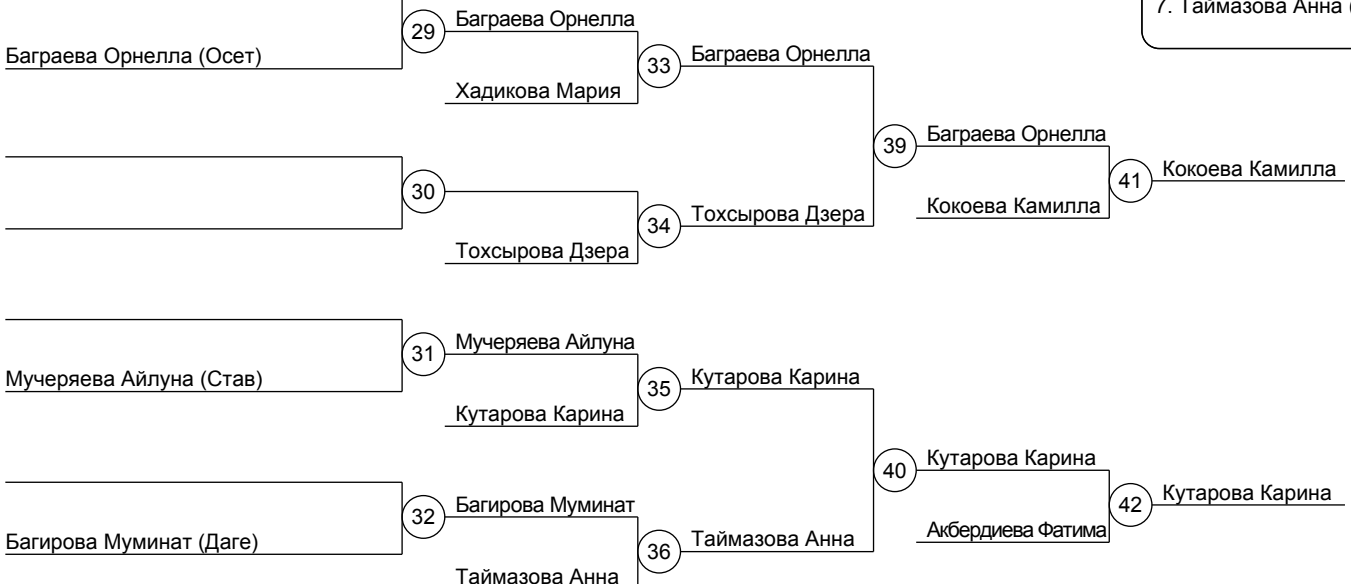 7. Таймазова Анна (
29
Баграева Орнелла
Баграева Орнелла (Осет)
33
Баграева Орнелла
Хадикова Мария
39
Баграева Орнелла
30
41
Кокоева Камилла
34
Тохсырова Дзера
Кокоева Камилла
Тохсырова Дзера
31
Мучеряева Айлуна
Мучеряева Айлуна (Став)
35
Кутарова Карина
Кутарова Карина
40
Кутарова Карина
32
Багирова Муминат
42
Кутарова Карина
Багирова Муминат (Даге)
36
Таймазова Анна
Акбердиева Фатима
Таймазова Анна